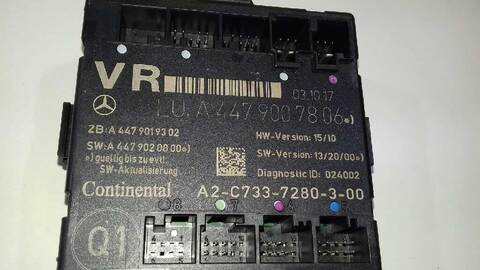 VR
03.10.17
LU. A 447 900 78 06 *)
ZB: A 447 901 93 02
HW-Version: 15/10
SW: A 447 902 08 00 *)
SW-Version: 13/20/00 *)
*) gueltig bis zu evtl.
SW-Aktualisierung
Diagnostic ID: 024002
Continental
A2-C733-7280-3-00
Q1